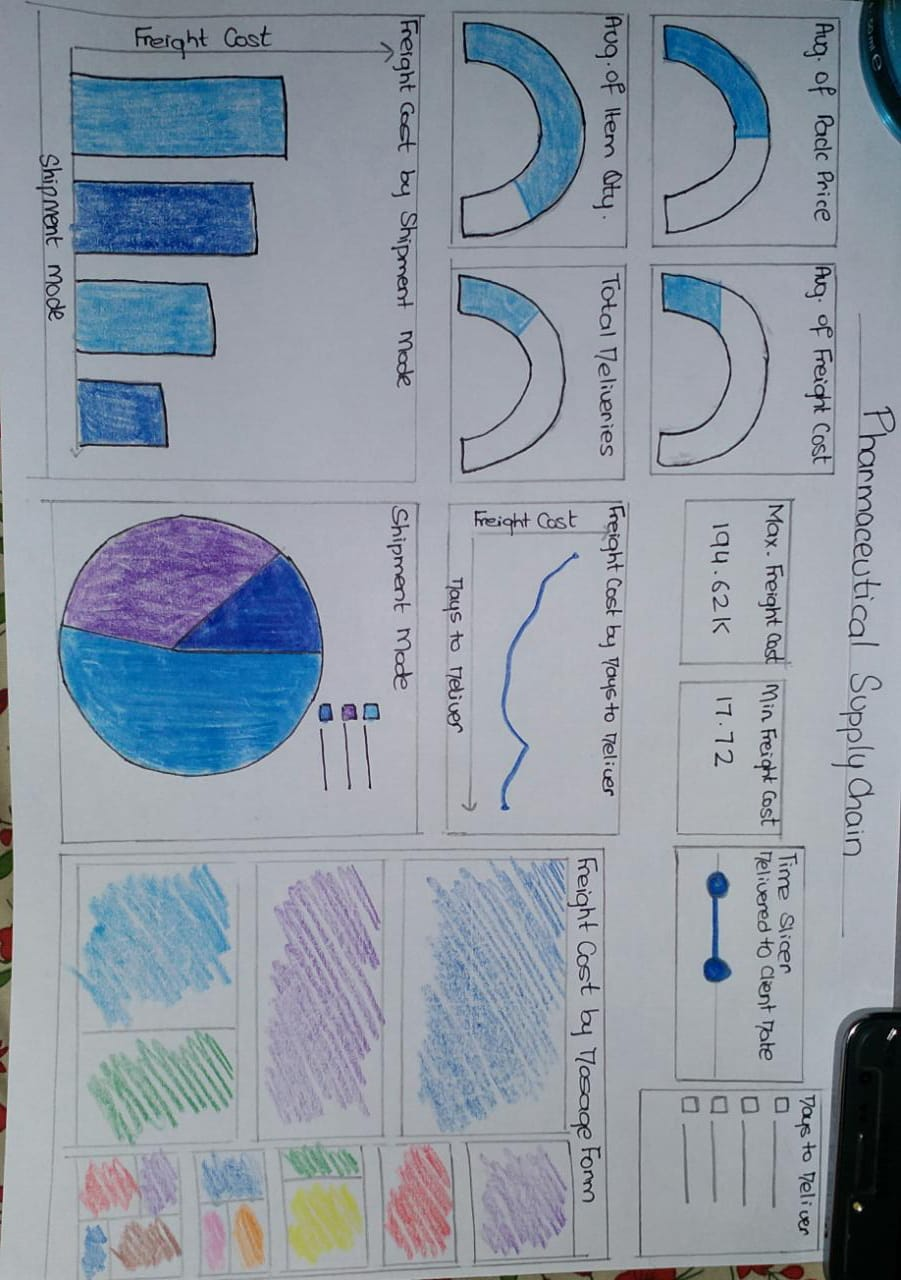 Pharmaceutical Supply Chain
Avg. of Pack Price
Avg. of Freight Cost
Max. Freight Cost
194.62K
Min Freight Cost
17.72
Time Slicer
Delivered to Client Date
Days to Deliver
Avg. of Item Qty.
Total Deliveries
Freight Cost by Days to Deliver
Freight Cost
Days to Deliver
Freight Cost by Dosage Form
Freight Cost by Shipment Mode
Freight Cost
Shipment Mode
Shipment Mode